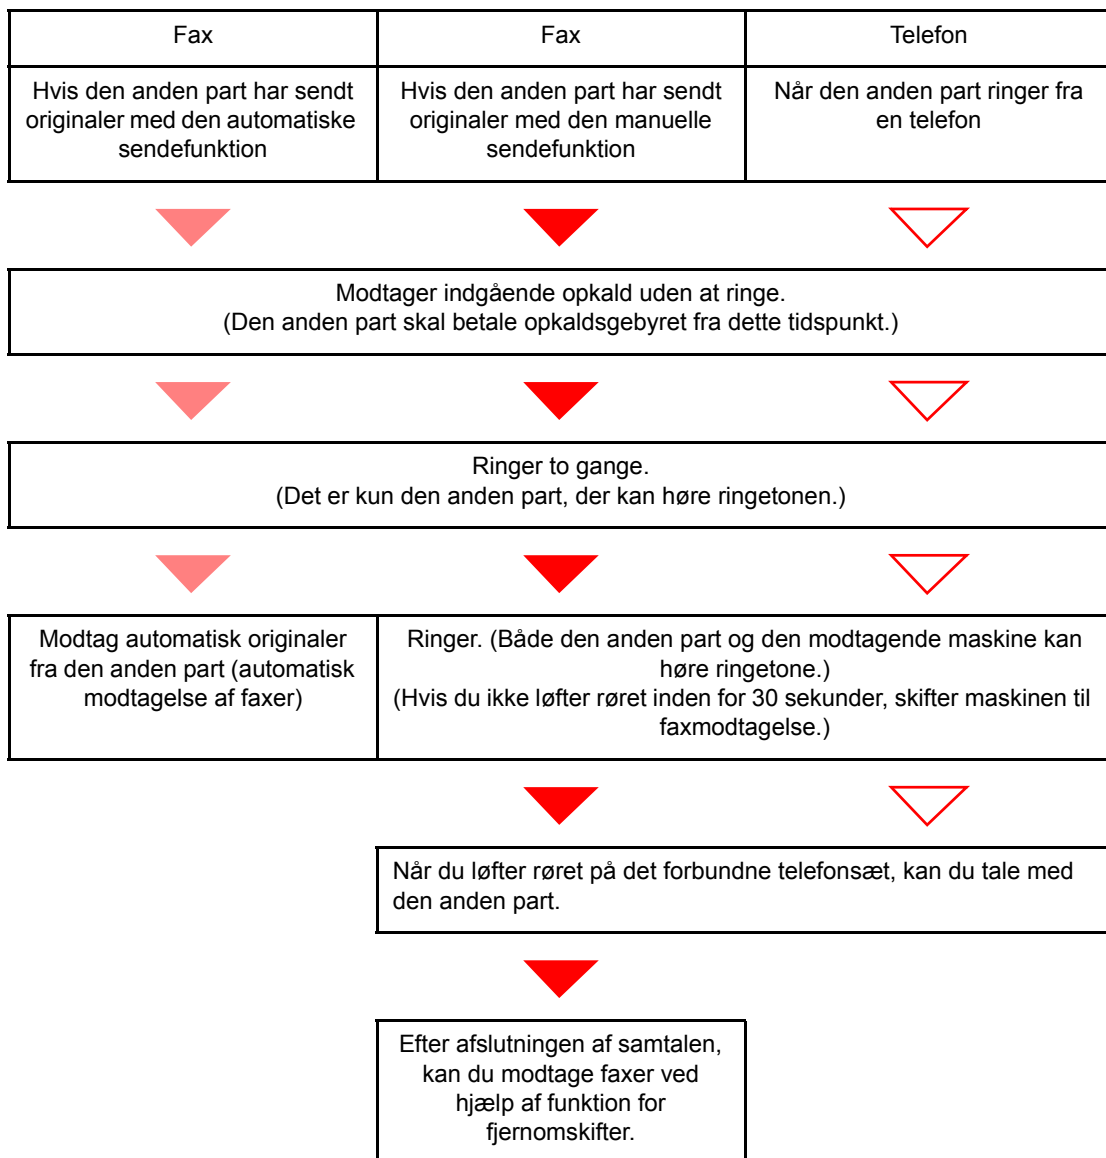 Fax
Fax
Telefon
Hvis den anden part har sendt
originaler med den automatiske
sendefunktion
Hvis den anden part har sendt
originaler med den manuelle
sendefunktion
Når den anden part ringer fra
en telefon
Modtager indgående opkald uden at ringe.
(Den anden part skal betale opkaldsgebyret fra dette tidspunkt.)
Ringer to gange.
(Det er kun den anden part, der kan høre ringetonen.)
Modtag automatisk originaler
fra den anden part (automatisk
modtagelse af faxer)
Ringer. (Både den anden part og den modtagende maskine kan
høre ringetone.)
(Hvis du ikke løfter røret inden for 30 sekunder, skifter maskinen til
faxmodtagelse.)
Når du løfter røret på det forbundne telefonsæt, kan du tale med
den anden part.
Efter afslutningen af samtalen,
kan du modtage faxer ved
hjælp af funktion for
fjernomskifter.